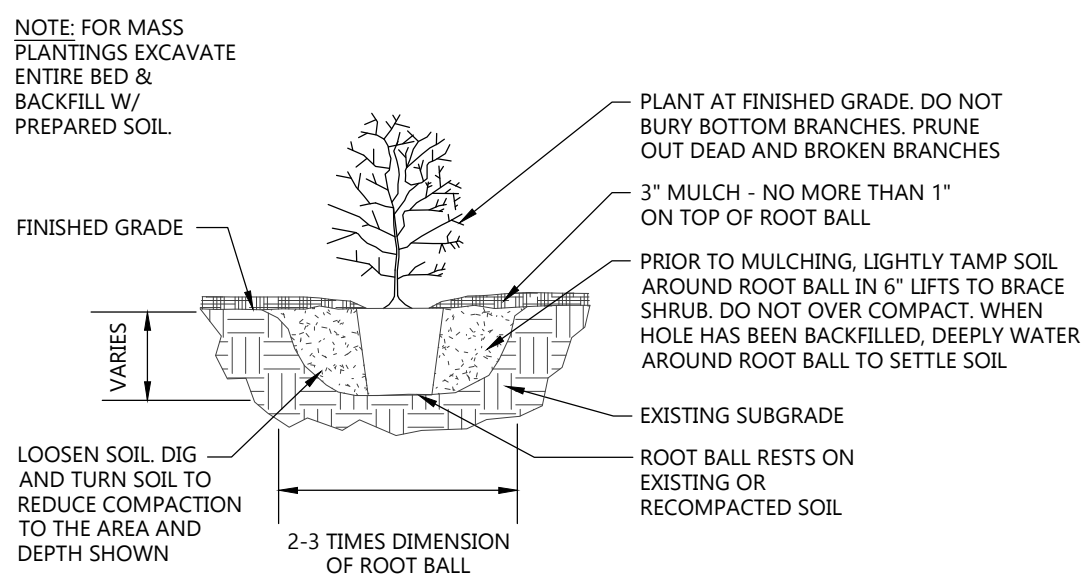 NOTE: FOR MASS
PLANTINGS EXCAVATE
ENTIRE BED &
BACKFILL W/
PREPARED SOIL.
PLANT AT FINISHED GRADE. DO NOT
BURY BOTTOM BRANCHES. PRUNE
OUT DEAD AND BROKEN BRANCHES
3" MULCH - NO MORE THAN 1"
ON TOP OF ROOT BALL
FINISHED GRADE
PRIOR TO MULCHING, LIGHTLY TAMP SOIL
AROUND ROOT BALL IN 6" LIFTS TO BRACE
SHRUB. DO NOT OVER COMPACT. WHEN
HOLE HAS BEEN BACKFILLED, DEEPLY WATER
AROUND ROOT BALL TO SETTLE SOIL
VARIES
EXISTING SUBGRADE
LOOSEN SOIL. DIG
AND TURN SOIL TO
REDUCE COMPACTION
TO THE AREA AND
DEPTH SHOWN
ROOT BALL RESTS ON
EXISTING OR
RECOMPACTED SOIL
2-3 TIMES DIMENSION
OF ROOT BALL